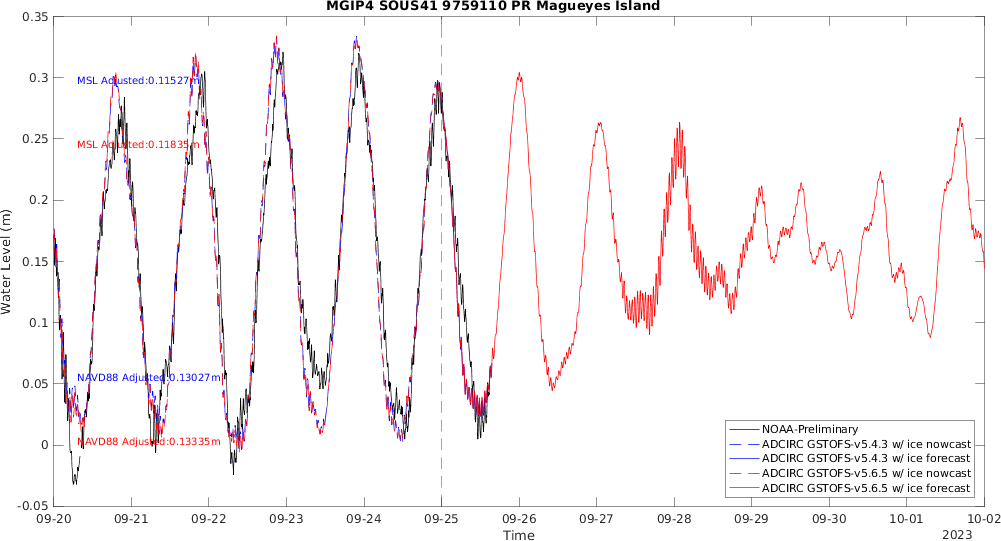 MGIP4 SOUS41 9759110 PR Magueyes Island
Water Level (m)
0.35
0.3
0.25
0.2
0.15
0.1
0.05
0
-0.05
MSL Adjusted:0.11527m
MSL Adjusted:0.11835m
NAVD88 Adjusted:0.13027m
NAVD88 Adjusted:0.13335m
NOAA-Preliminary
ADCIRC GSTOFS-v5.4.3 w/ ice nowcast
ADCIRC GSTOFS-v5.4.3 w/ ice forecast
ADCIRC GSTOFS-v5.6.5 w/ ice nowcast
ADCIRC GSTOFS-v5.6.5 w/ ice forecast
09-20 09-21 09-22 09-23 09-24 09-25 09-26 09-27 09-28 09-29 09-30 10-01 10-02
Time
2023